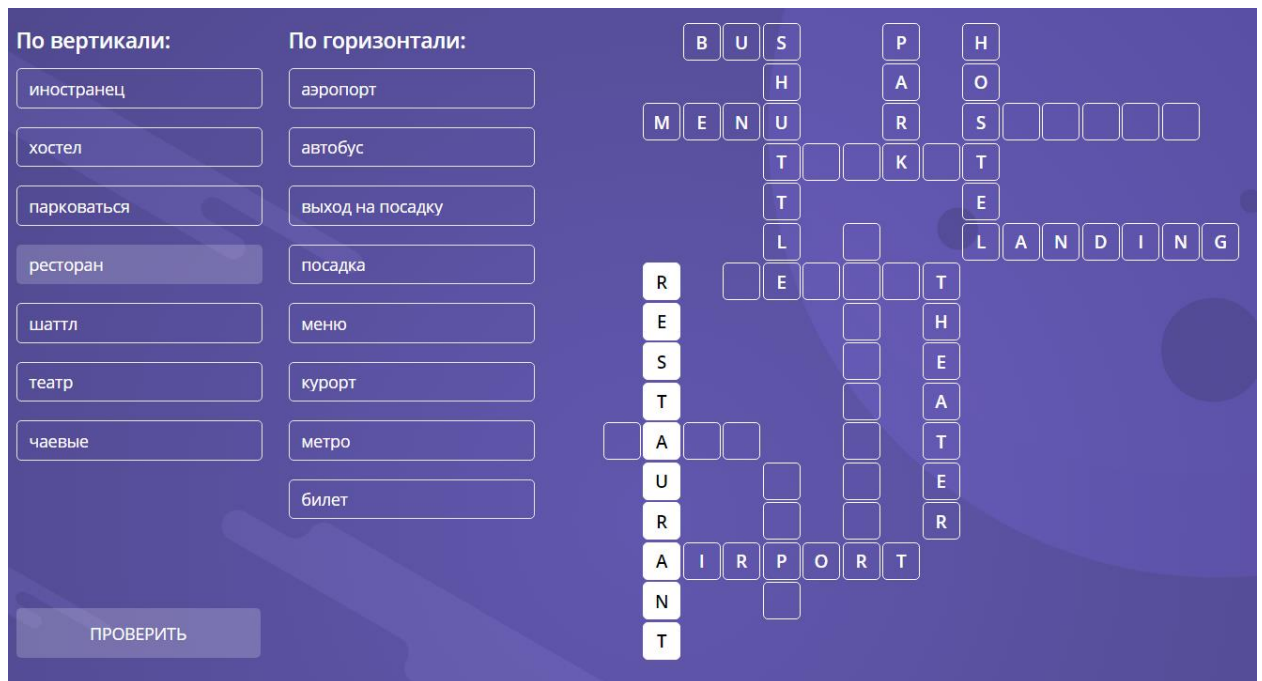 По вертикали:
иностранец
хостел
парковаться
ресторан
шаттл
театр
чаевые
ПРОВЕРИТЬ
По горизонтали:
аэропорт
автобус
выход на посадку
посадка
меню
курорт
метро
билет
B U S P H
H A O
M E N U R S
T K T
T E
L L A N D I N G
R E T
E H
S E
T A
A T
U E
R R
A I R P O R T
N
T